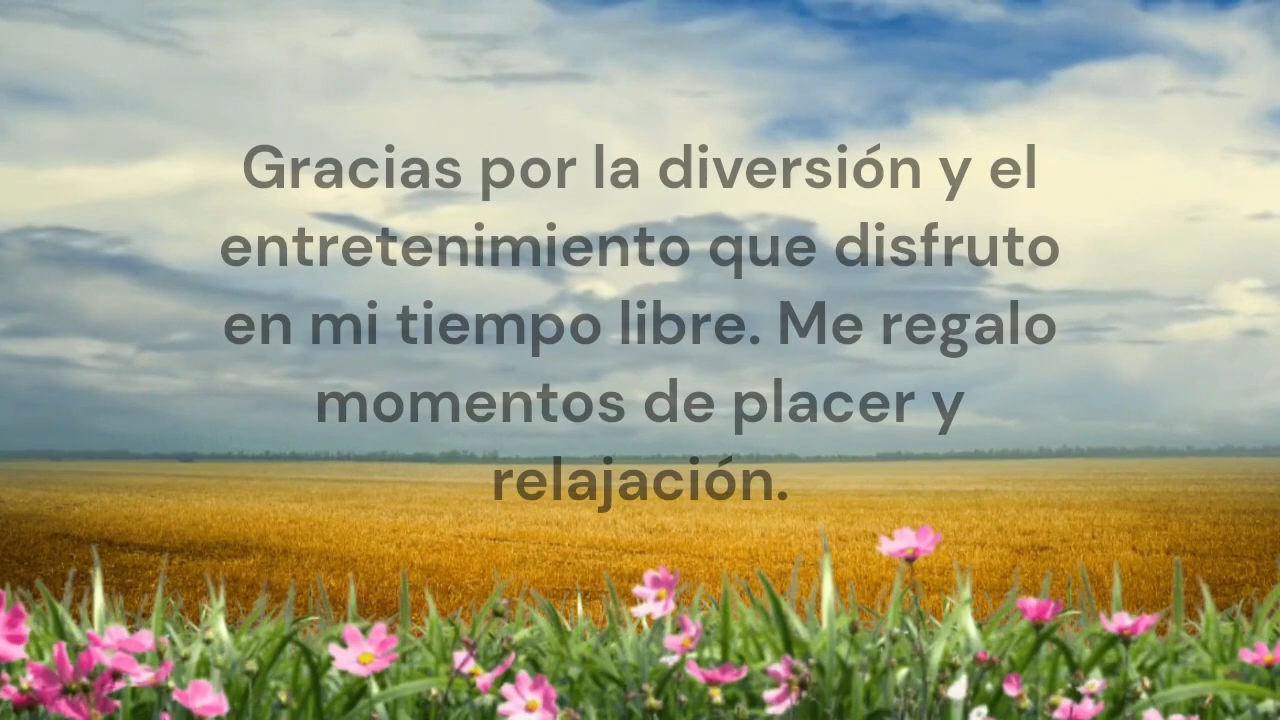 Gracias por la diversión y el
entretenimiento que disfruto
en mi tiempo libre. Me regalo
momentos de placer y
relajación.